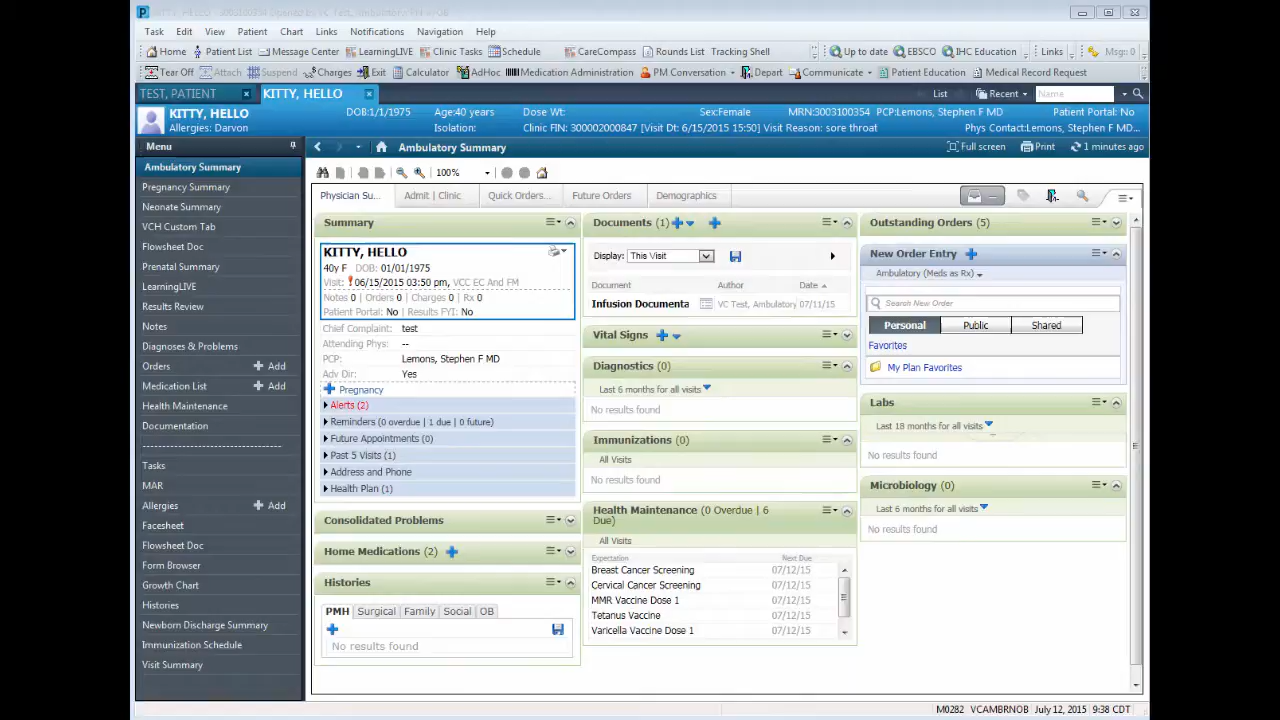 Task Edit View Patient Chart Links Notifications Navigation Help
Home Patient List Message Center LearningLIVE Clinic Tasks Schedule CareCompass Rounds List Tracking Shell Up to date EBSCO IHC Education Links Msg: 0
Tear Off Attach Suspend Charges Exit Calculator AdHoc Medication Administration PM Conversation Depart Communicate Patient Education Medical Record Request
TEST, PATIENT KITTY, HELLO List Recent Name
KITTY, HELLO DOB:1/1/1975 Age:40 years Dose Wt: Sex:Female MRN:3003100354 PCP:Lemons, Stephen F MD Patient Portal: No
Allergies: Darvon Isolation: Clinic FIN: 300002000847 [Visit Dt: 6/15/2015 15:50] Visit Reason: sore throat Phys Contact:Lemons, Stephen F MD...
Menu Ambulatory Summary Full screen Print 1 minutes ago
Ambulatory Summary
Pregnancy Summary
Neonate Summary
VCH Custom Tab
Flowsheet Doc
Prenatal Summary
LearningLIVE
Results Review
Notes
Diagnoses & Problems
Orders Add
Medication List Add
Health Maintenance
Documentation
Tasks
MAR
Allergies Add
Facesheet
Flowsheet Doc
Form Browser
Growth Chart
Histories
Newborn Discharge Summary
Immunization Schedule
Visit Summary
100%
Physician Su... Admit | Clinic Quick Orders... Future Orders Demographics
Summary
KITTY, HELLO
40y F DOB: 01/01/1975
Visit: 06/15/2015 03:50 pm, VCC EC And FM
Notes 0 | Orders 0 | Charges 0 | Rx 0
Patient Portal: No | Results FYI: No
Chief Complaint: test
Attending Phys: --
PCP: Lemons, Stephen F MD
Adv Dir: Yes
Pregnancy
Alerts (2)
Reminders (0 overdue | 1 due | 0 future)
Future Appointments (0)
Past 5 Visits (1)
Address and Phone
Health Plan (1)
Consolidated Problems
Home Medications (2)
Histories
PMH Surgical Family Social OB
No results found
Documents (1)
Display: This Visit
Document Author Date
Infusion Documenta VC Test, Ambulatory 07/11/15
Vital Signs
Diagnostics (0)
Last 6 months for all visits
No results found
Immunizations (0)
All Visits
No results found
Health Maintenance (0 Overdue | 6
Due)
All Visits
Expectation Next Due
Breast Cancer Screening 07/12/15
Cervical Cancer Screening 07/12/15
MMR Vaccine Dose 1 07/12/15
Tetanus Vaccine 07/12/15
Varicella Vaccine Dose 1 07/12/15
Outstanding Orders (5)
New Order Entry
Ambulatory (Meds as Rx)
Search New Order
Personal Public Shared
Favorites
My Plan Favorites
Labs
Last 18 months for all visits
No results found
Microbiology (0)
Last 6 months for all visits
No results found
M0282 VCAMBRNOB July 12, 2015 9:38 CDT